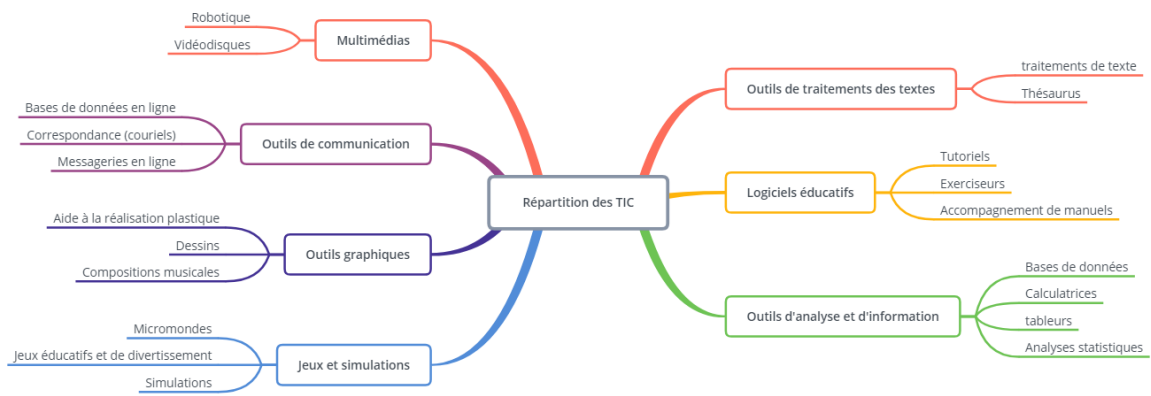 Répartition des TIC
Multimédias
Robotique
Vidéodisques
Outils de communication
Bases de données en ligne
Correspondance (couriels)
Messageries en ligne
Outils graphiques
Aide à la réalisation plastique
Dessins
Compositions musicales
Jeux et simulations
Micromondes
Jeux éducatifs et de divertissement
Simulations
Outils de traitements des textes
traitements de texte
Thésaurus
Logiciels éducatifs
Tutoriels
Exerciseurs
Accompagnement de manuels
Outils d'analyse et d'information
Bases de données
Calculatrices
tableurs
Analyses statistiques